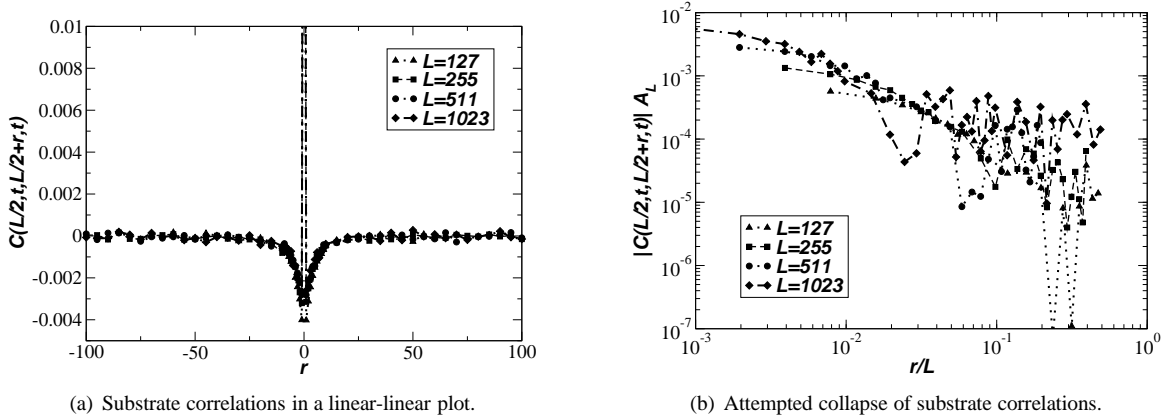 0.01
0.008
0.006
0.004
0.002
0
-0.002
-0.004
C(L/2,t,L/2+r,t)
L=127
L=255
L=511
L=1023
-100 -50 0 50 100
r
(a) Substrate correlations in a linear-linear plot.
10^-1
10^-2
10^-3
10^-4
10^-5
10^-6
10^-7
|C(L/2,t,L/2+r,t)| A_L
L=127
L=255
L=511
L=1023
10^-3 10^-2 10^-1 10^0
r/L
(b) Attempted collapse of substrate correlations.